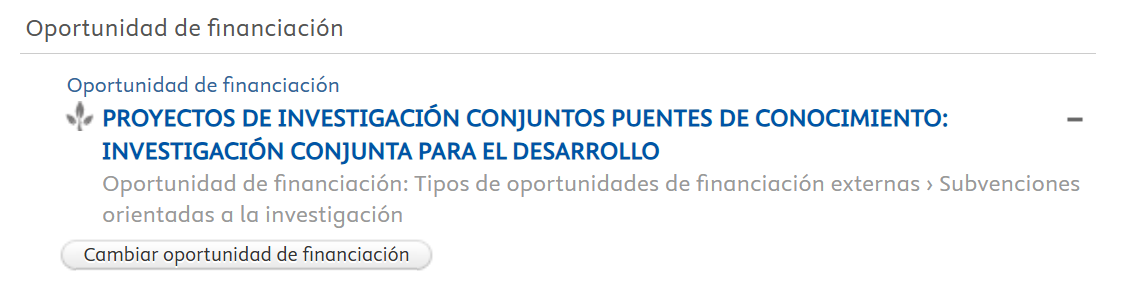 Oportunidad de financiación
Oportunidad de financiación
PROYECTOS DE INVESTIGACIÓN CONJUNTOS PUENTES DE CONOCIMIENTO:
INVESTIGACIÓN CONJUNTA PARA EL DESARROLLO
Oportunidad de financiación: Tipos de oportunidades de financiación externas › Subvenciones
orientadas a la investigación
Cambiar oportunidad de financiación